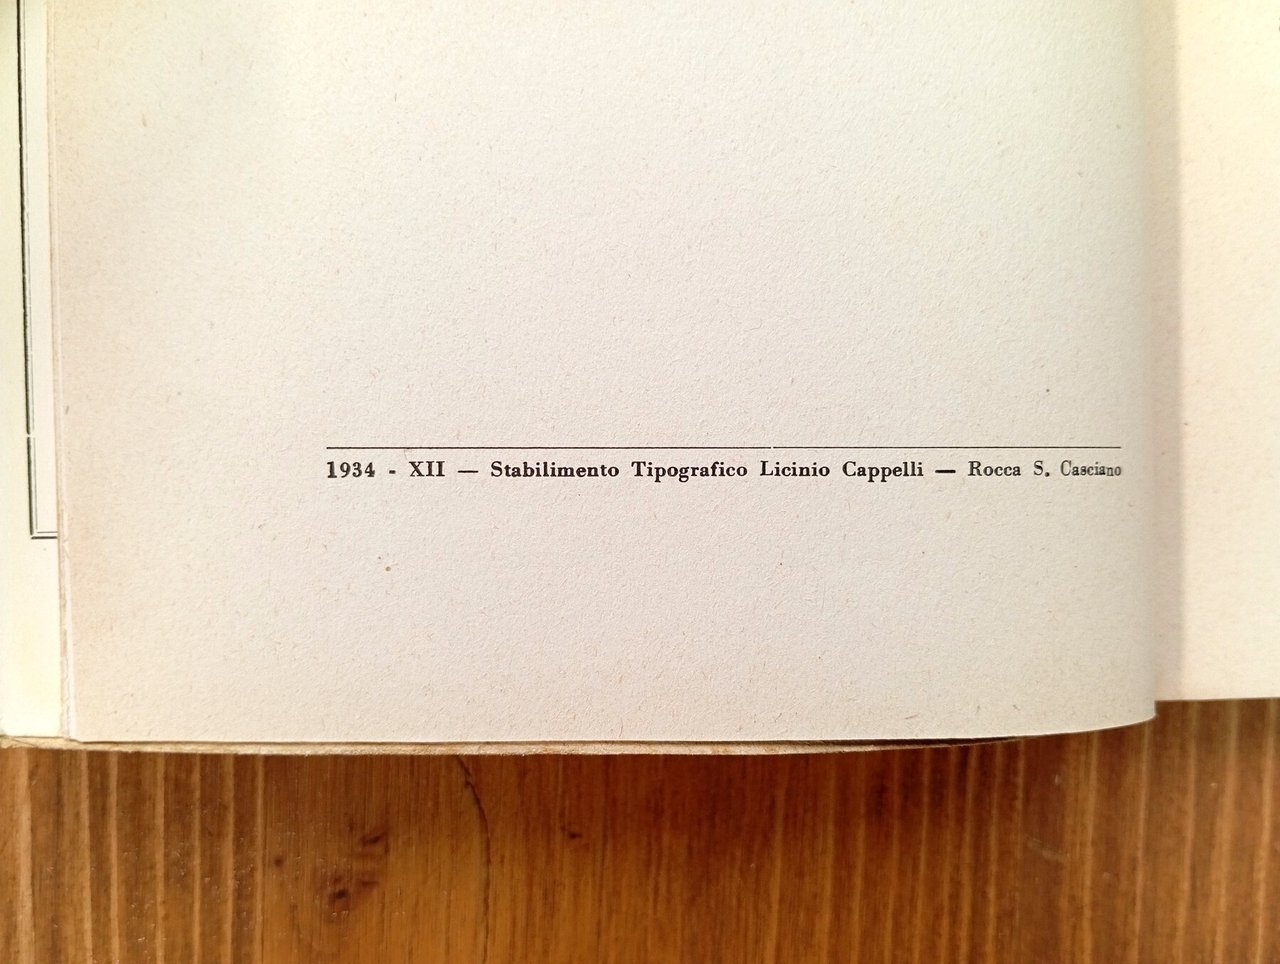 1934 - XII — Stabilimento Tipografico Licinio Cappelli — Rocca S. Casciano